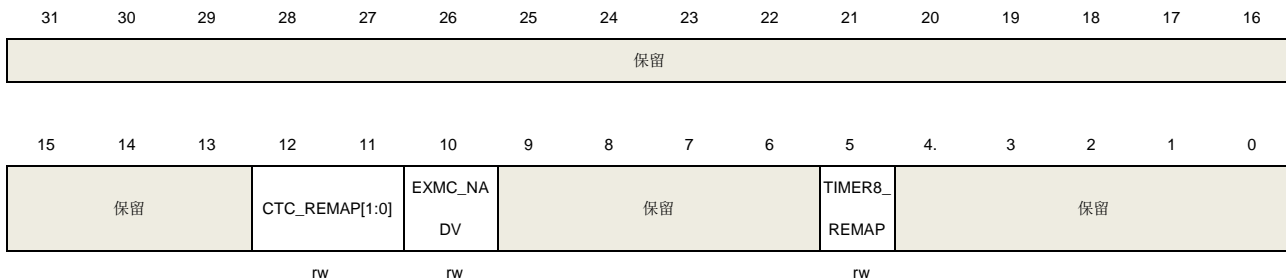 31 30 29 28 27 26 25 24 23 22 21 20 19 18 17 16
保留
15 14 13 12 11 10 9 8 7 6 5 4. 3 2 1 0
保留 CTC_REMAP[1:0] EXMC_NA 保留 TIMER8_ 保留
DV REMAP
rw rw rw